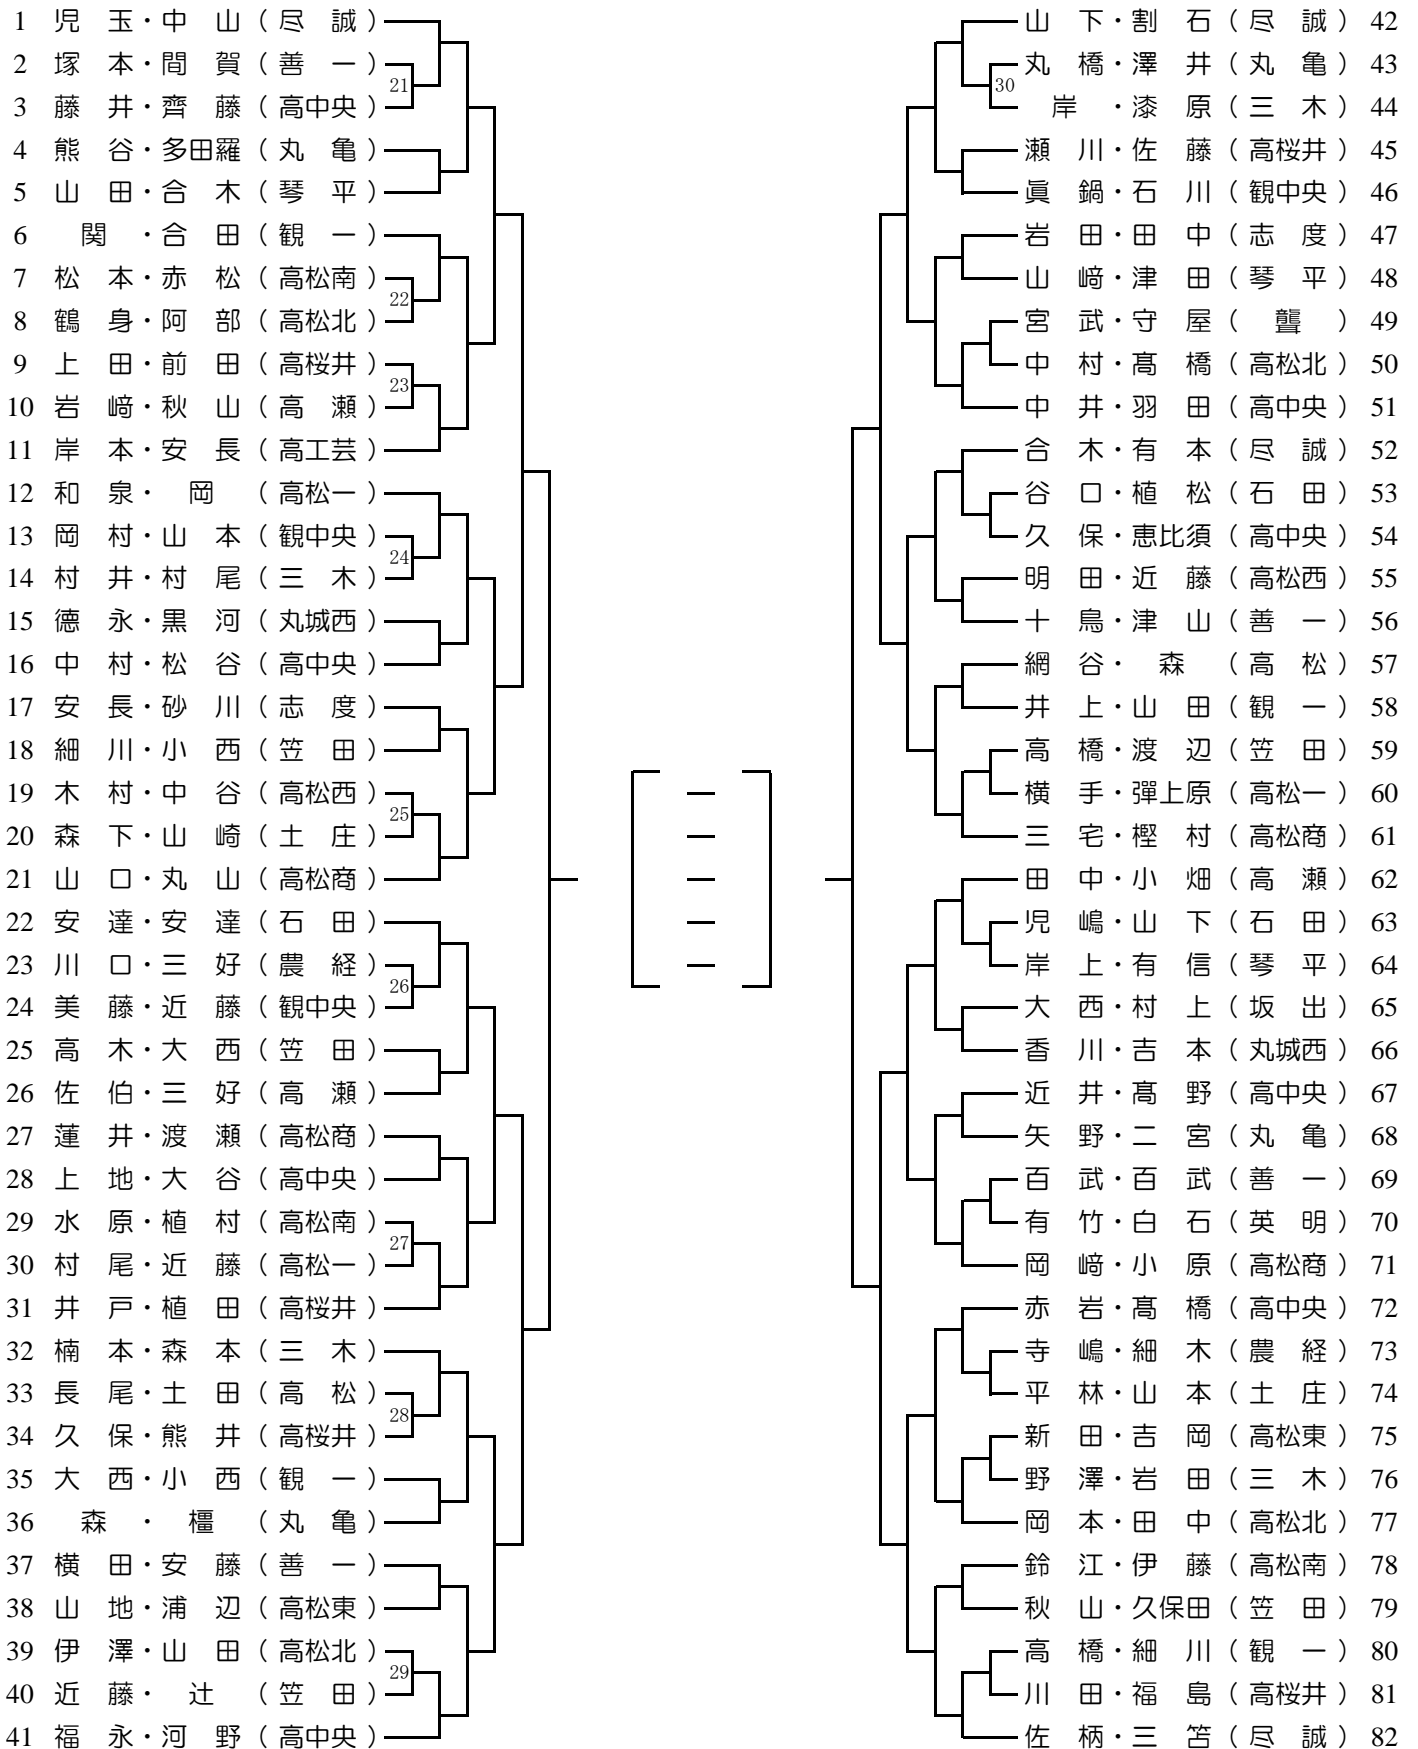 1 児 玉・中 山 ( 尽 誠 )
2 塚 本・間 賀 ( 善 一 )
21
3 藤 井・齊 藤 ( 高中央 )
4 熊 谷・多田羅 ( 丸 亀 )
5 山 田・合 木 ( 琴 平 )
6 関 ・合 田 ( 観 一 )
7 松 本・赤 松 ( 高松南 )
22
8 鶴 身・阿 部 ( 高松北 )
9 上 田・前 田 ( 高桜井 )
23
10 岩 﨑・秋 山 ( 高 瀬 )
11 岸 本・安 長 ( 高工芸 )
12 和 泉・ 岡 ( 高松一 )
13 岡 村・山 本 ( 観中央 )
24
14 村 井・村 尾 ( 三 木 )
15 德 永・黒 河 ( 丸城西 )
16 中 村・松 谷 ( 高中央 )
17 安 長・砂 川 ( 志 度 )
18 細 川・小 西 ( 笠 田 )
19 木 村・中 谷 ( 高松西 )
25
20 森 下・山 崎 ( 土 庄 )
21 山 口・丸 山 ( 高松商 )
22 安 達・安 達 ( 石 田 )
23 川 口・三 好 ( 農 経 )
26
24 美 藤・近 藤 ( 観中央 )
25 高 木・大 西 ( 笠 田 )
26 佐 伯・三 好 ( 高 瀬 )
27 蓮 井・渡 瀬 ( 高松商 )
28 上 地・大 谷 ( 高中央 )
29 水 原・植 村 ( 高松南 )
27
30 村 尾・近 藤 ( 高松一 )
31 井 戸・植 田 ( 高桜井 )
32 楠 本・森 本 ( 三 木 )
33 長 尾・土 田 ( 高 松 )
28
34 久 保・熊 井 ( 高桜井 )
35 大 西・小 西 ( 観 一 )
36 森 ・ 橿 ( 丸 亀 )
37 横 田・安 藤 ( 善 一 )
38 山 地・浦 辺 ( 高松東 )
39 伊 澤・山 田 ( 高松北 )
29
40 近 藤・ 辻 ( 笠 田 )
41 福 永・河 野 ( 高中央 )
—
—
—
—
—
山 下・割 石 ( 尽 誠 ) 42
丸 橋・澤 井 ( 丸 亀 ) 43
30
岸 ・漆 原 ( 三 木 ) 44
瀬 川・佐 藤 ( 高桜井 ) 45
眞 鍋・石 川 ( 観中央 ) 46
岩 田・田 中 ( 志 度 ) 47
山 﨑・津 田 ( 琴 平 ) 48
宮 武・守 屋 ( 聾 ) 49
中 村・髙 橋 ( 高松北 ) 50
中 井・羽 田 ( 高中央 ) 51
合 木・有 本 ( 尽 誠 ) 52
谷 口・植 松 ( 石 田 ) 53
久 保・恵比須 ( 高中央 ) 54
明 田・近 藤 ( 高松西 ) 55
十 鳥・津 山 ( 善 一 ) 56
網 谷・ 森 ( 高 松 ) 57
井 上・山 田 ( 観 一 ) 58
高 橋・渡 辺 ( 笠 田 ) 59
横 手・彈上原 ( 高松一 ) 60
三 宅・樫 村 ( 高松商 ) 61
田 中・小 畑 ( 高 瀬 ) 62
児 嶋・山 下 ( 石 田 ) 63
岸 上・有 信 ( 琴 平 ) 64
大 西・村 上 ( 坂 出 ) 65
香 川・吉 本 ( 丸城西 ) 66
近 井・髙 野 ( 高中央 ) 67
矢 野・二 宮 ( 丸 亀 ) 68
百 武・百 武 ( 善 一 ) 69
有 竹・白 石 ( 英 明 ) 70
岡 﨑・小 原 ( 高松商 ) 71
赤 岩・髙 橋 ( 高中央 ) 72
寺 嶋・細 木 ( 農 経 ) 73
平 林・山 本 ( 土 庄 ) 74
新 田・吉 岡 ( 高松東 ) 75
野 澤・岩 田 ( 三 木 ) 76
岡 本・田 中 ( 高松北 ) 77
鈴 江・伊 藤 ( 高松南 ) 78
秋 山・久保田 ( 笠 田 ) 79
高 橋・細 川 ( 観 一 ) 80
川 田・福 島 ( 高桜井 ) 81
佐 柄・三 笘 ( 尽 誠 ) 82